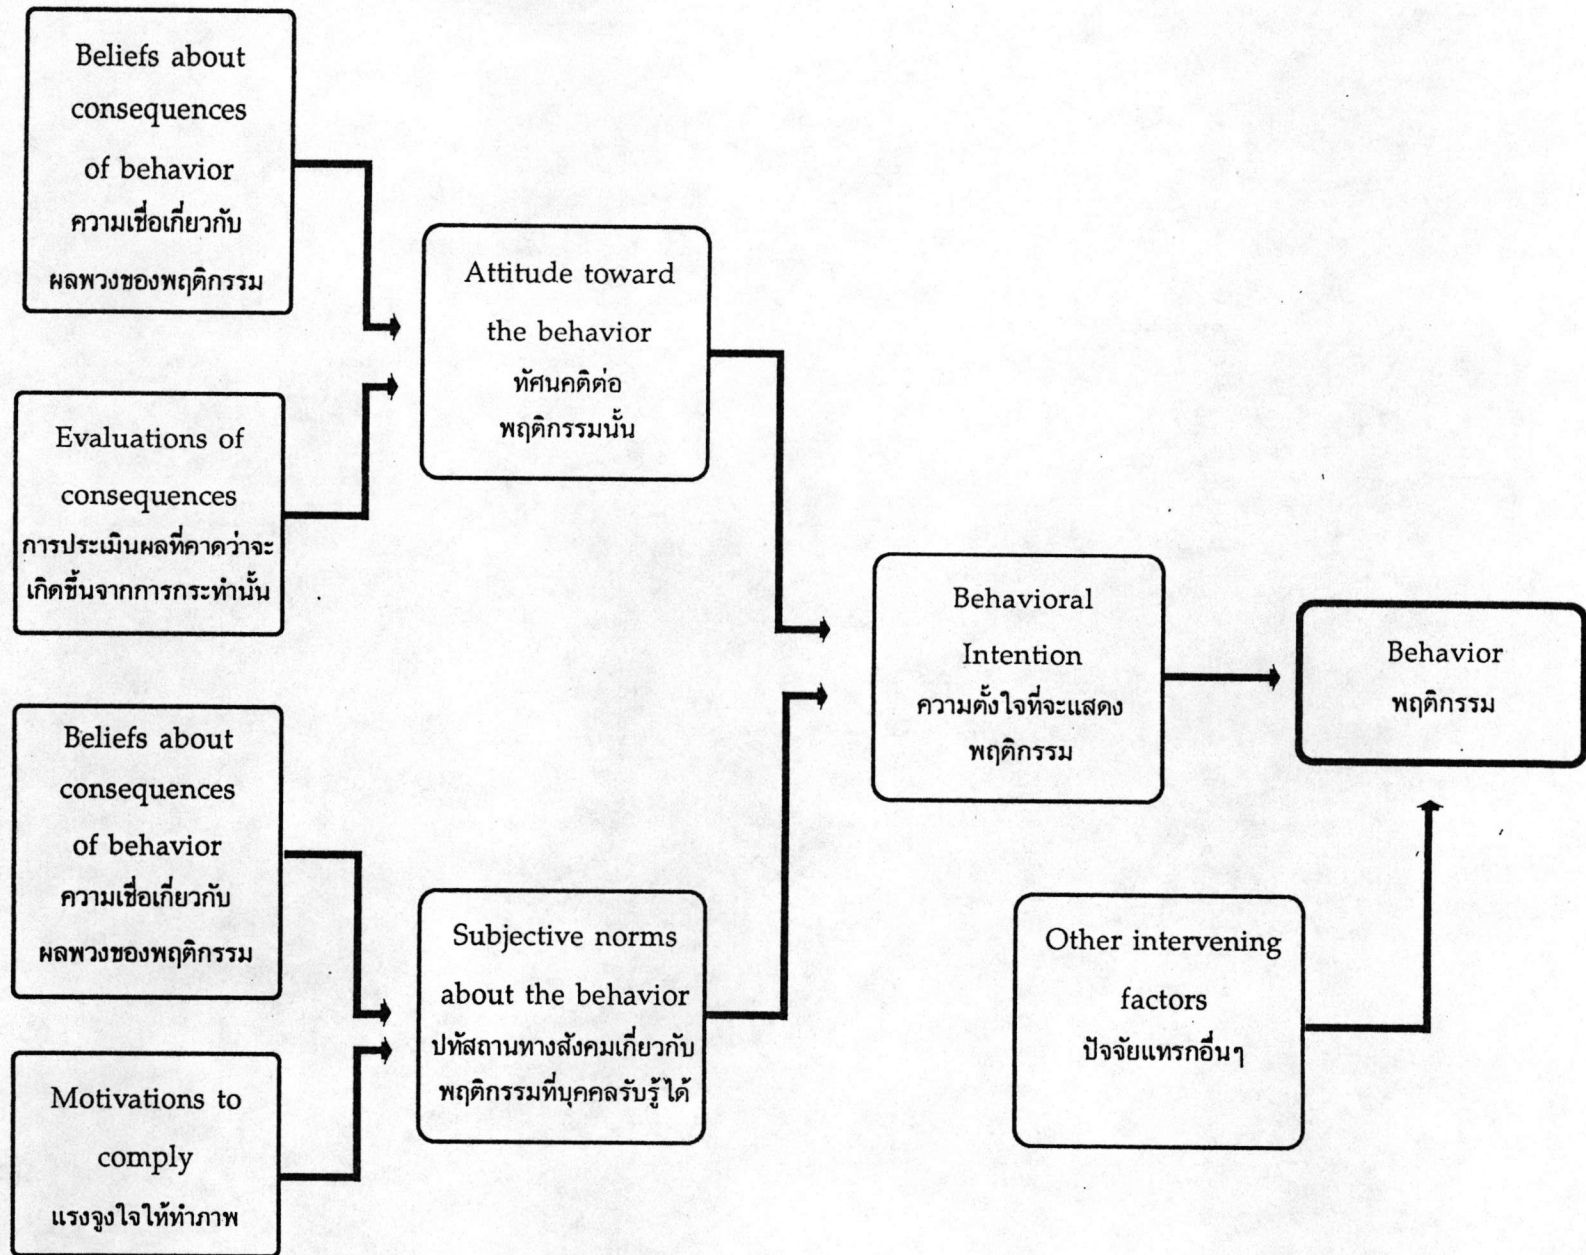 Beliefs about
consequences
of behavior
ความเชื่อเกี่ยวกับ
ผลพวงของพฤติกรรม
Evaluations of
consequences
การประเมินผลที่คาดว่าจะ
เกิดขึ้นจากการกระทำนั้น
Attitude toward
the behavior
ทัศนคติต่อ
พฤติกรรมนั้น
Beliefs about
consequences
of behavior
ความเชื่อเกี่ยวกับ
ผลพวงของพฤติกรรม
Motivations to
comply
แรงจูงใจให้ทำภาพ
Subjective norms
about the behavior
ปทัสถานทางสังคมเกี่ยวกับ
พฤติกรรมที่บุคคลรับรู้ได้
Behavioral
Intention
ความตั้งใจที่จะแสดง
พฤติกรรม
Behavior
พฤติกรรม
Other intervening
factors
ปัจจัยแทรกอื่นๆ